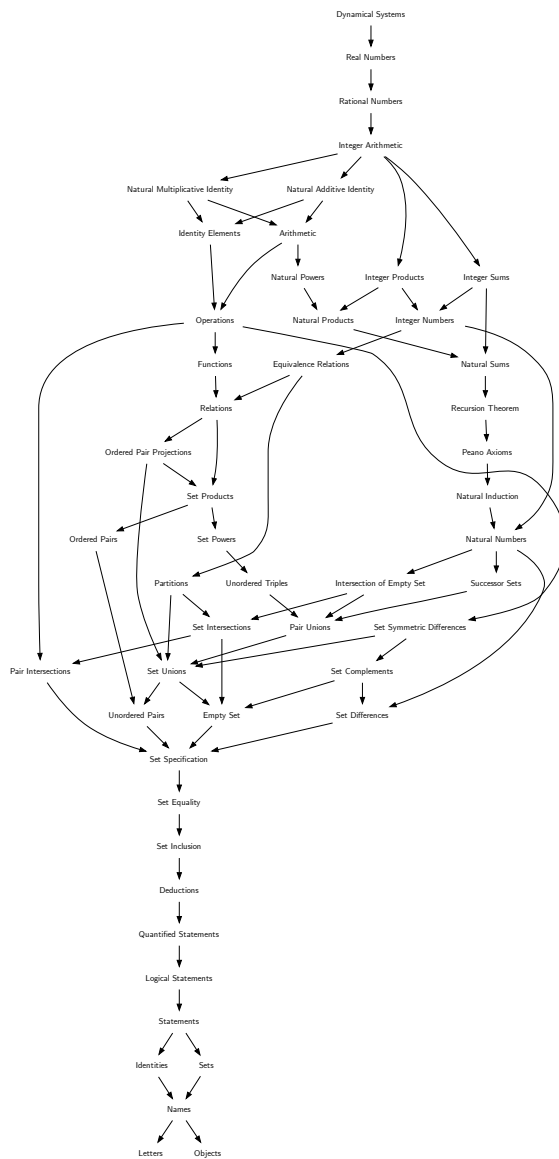 Dynamical Systems
Real Numbers
Rational Numbers
Integer Arithmetic
Natural Multiplicative Identity
Natural Additive Identity
Identity Elements
Arithmetic
Natural Powers
Integer Products
Integer Sums
Operations
Natural Products
Integer Numbers
Functions
Equivalence Relations
Natural Sums
Relations
Recursion Theorem
Ordered Pair Projections
Peano Axioms
Set Products
Natural Induction
Ordered Pairs
Set Powers
Natural Numbers
Partitions
Unordered Triples
Intersection of Empty Set
Successor Sets
Set Intersections
Pair Unions
Set Symmetric Differences
Pair Intersections
Set Unions
Set Complements
Unordered Pairs
Empty Set
Set Differences
Set Specification
Set Equality
Set Inclusion
Deductions
Quantified Statements
Logical Statements
Statements
Identities
Sets
Names
Letters
Objects